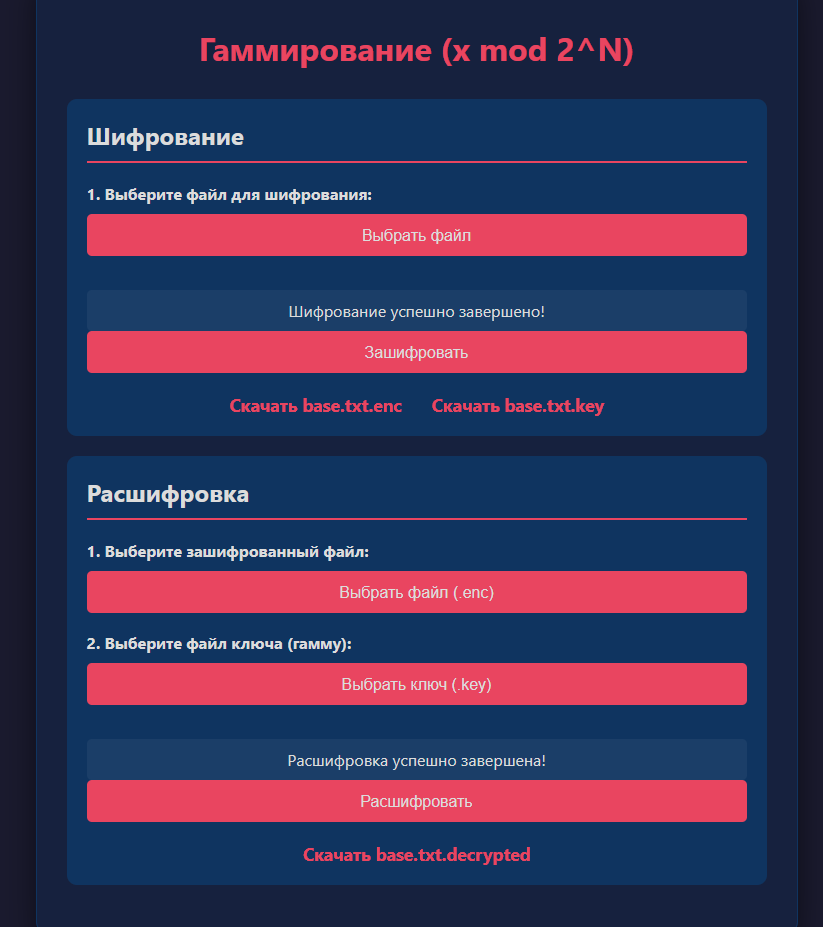 Гаммирование (x mod 2^N)
Шифрование
1. Выберите файл для шифрования:
Выбрать файл
Шифрование успешно завершено!
Зашифровать
Скачать base.txt.enc Скачать base.txt.key
Расшифровка
1. Выберите зашифрованный файл:
Выбрать файл (.enc)
2. Выберите файл ключа (гамму):
Выбрать ключ (.key)
Расшифровка успешно завершена!
Расшифровать
Скачать base.txt.decrypted